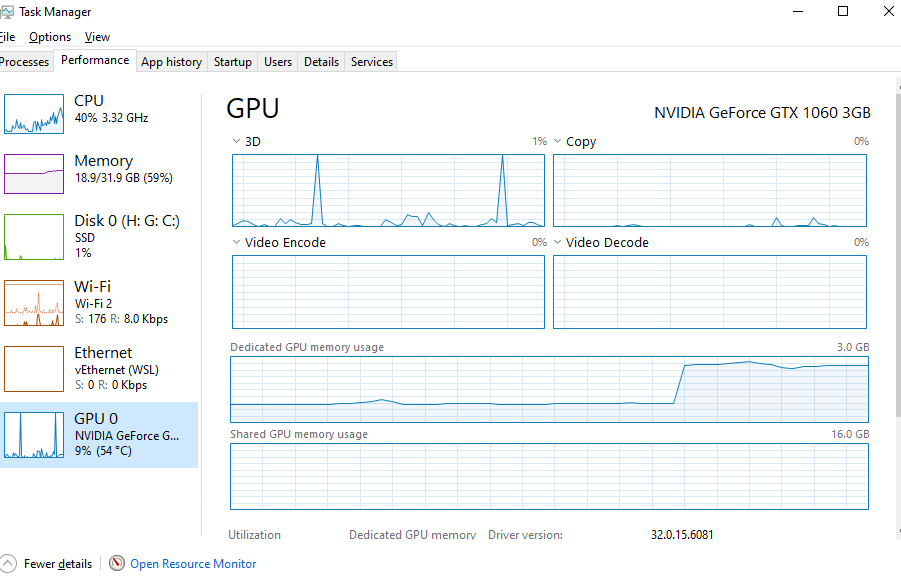 Task Manager
File Options View
Processes Performance App history Startup Users Details Services
CPU
40% 3.32 GHz
Memory
18.9/31.9 GB (59%)
Disk 0 (H: G: C:)
SSD
1%
Wi-Fi
Wi-Fi 2
S: 176 R: 8.0 Kbps
Ethernet
vEthernet (WSL)
S: 0 R: 0 Kbps
GPU 0
NVIDIA GeForce G...
9% (54 °C)
GPU NVIDIA GeForce GTX 1060 3GB
3D 1% Copy 0%
Video Encode 0% Video Decode 0%
Dedicated GPU memory usage 3.0 GB
Shared GPU memory usage 16.0 GB
Utilization Dedicated GPU memory Driver version: 32.0.15.6081
Fewer details Open Resource Monitor